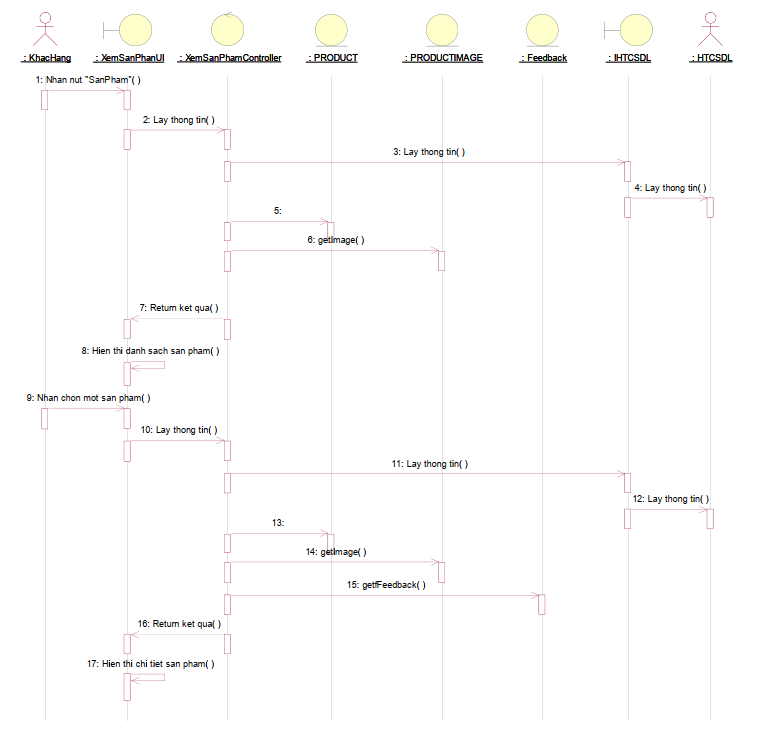 : KhacHang : XemSanPhanUI : XemSanPhamController : PRODUCT : PRODUCTIMAGE : Feedback : IHTCSDL : HTCSDL
1: Nhan nut "SanPham"( )
2: Lay thong tin( )
3: Lay thong tin( )
4: Lay thong tin( )
5:
6: getImage( )
7: Return ket qua( )
8: Hien thi danh sach san pham( )
9: Nhan chon mot san pham( )
10: Lay thong tin( )
11: Lay thong tin( )
12: Lay thong tin( )
13:
14: getImage( )
15: getfFeedback( )
16: Return ket qua( )
17: Hien thi chi tiet san pham( )